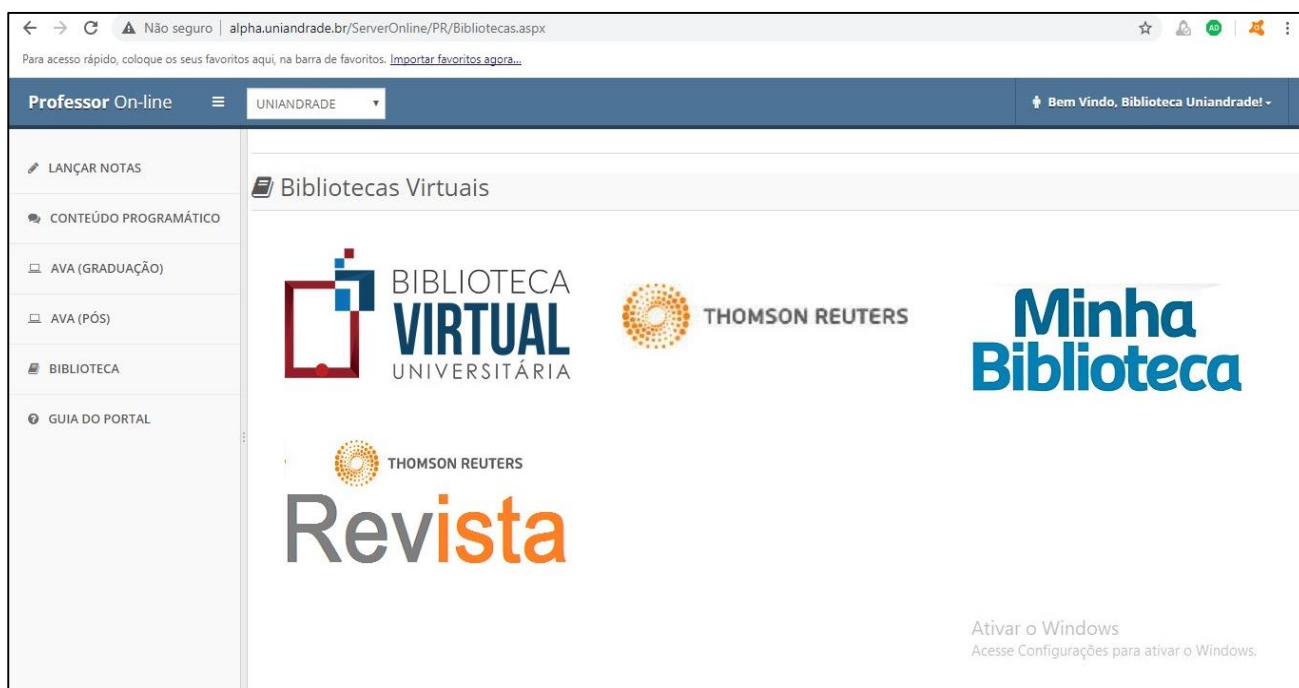 Não seguro | alpha.uniandrade.br/ServerOnline/PR/Bibliotecas.aspx
Para acesso rápido, coloque os seus favoritos aqui, na barra de favoritos. Importar favoritos agora...
Professor On-line
UNIANDRADE
Bem Vindo, Biblioteca Uniandrade!
LANÇAR NOTAS
CONTEÚDO PROGRAMÁTICO
AVA (GRADUAÇÃO)
AVA (PÓS)
BIBLIOTECA
GUIA DO PORTAL
Bibliotecas Virtuais
BIBLIOTECA
VIRTUAL
UNIVERSITÁRIA
THOMSON REUTERS
Minha
Biblioteca
THOMSON REUTERS
Revista
Ativar o Windows
Acesse Configurações para ativar o Windows.